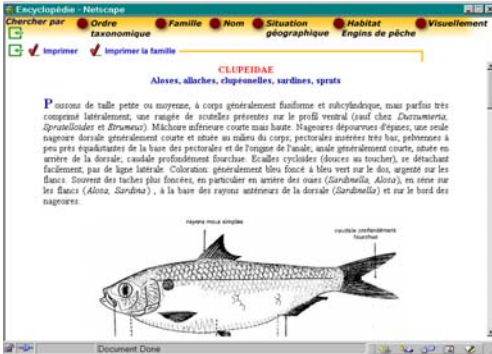 Encyclopédie - Netscape
Chercher par Ordre taxonomique Famille Nom Situation géographique Habitat Engins de pêche Visuellement
Imprimer Imprimer la famille
CLUPEIDAE
Aloses, allaches, clupéonelles, sardines, sprats
Poissons de taille petite ou moyenne, à corps généralement fusiforme et subcylindrique, mais parfois très
comprimé latéralement; une rangée de scutelles présentes sur le profil ventral (sauf chez Dussumieria,
Spratelloides et Etrumeus). Mâchoire inférieure courte mais haute. Nageoires dépourvues d'épines; une seule
nageoire dorsale généralement courte et située au milieu du corps; pectorales insérées très bas, pelviennes à
peu près équidistantes de la base des pectorales et de l'origine de l'anale; anale généralement courte, située en
arrière de la dorsale; caudale profondément fourchue. Ecailles cycloïdes (douces au toucher), se détachant
facilement; pas de ligne latérale. Coloration: généralement bleu foncé à bleu vert sur le dos, argenté sur les
flancs. Souvent des taches plus foncées, en particulier en arrière des ouïes (Sardinella, Alosa), en série sur
les flancs (Alosa, Sardina) , à la base des rayons antérieurs de la dorsale (Sardinella) et sur le bord des
nageoires.
rayons mous simples
caudale profondément
fourchue
Document Done